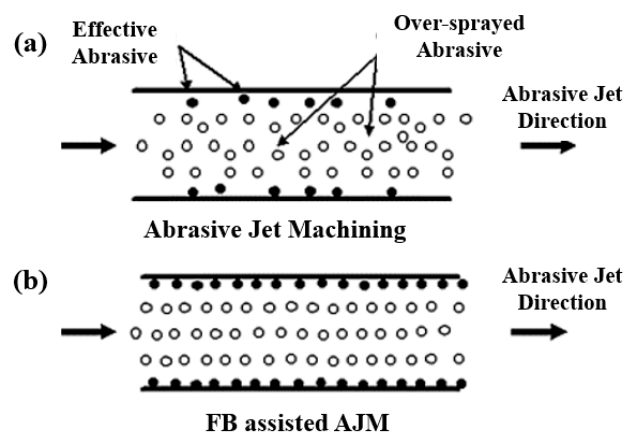 (a)
Effective
Abrasive
Over-sprayed
Abrasive
Abrasive Jet
Direction
Abrasive Jet Machining
(b)
Abrasive Jet
Direction
FB assisted AJM